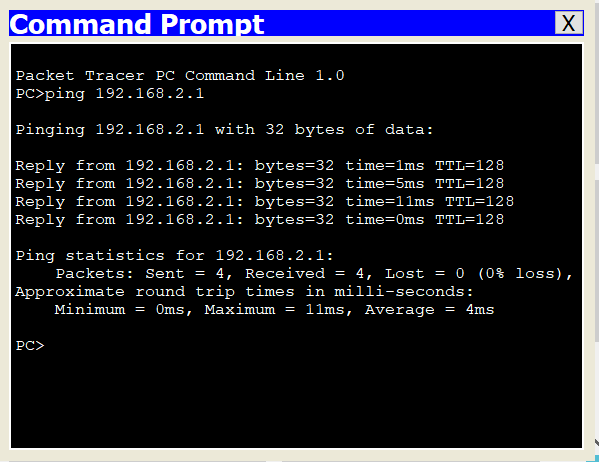 Command Prompt X
Packet Tracer PC Command Line 1.0
PC>ping 192.168.2.1
Pinging 192.168.2.1 with 32 bytes of data:
Reply from 192.168.2.1: bytes=32 time=1ms TTL=128
Reply from 192.168.2.1: bytes=32 time=5ms TTL=128
Reply from 192.168.2.1: bytes=32 time=11ms TTL=128
Reply from 192.168.2.1: bytes=32 time=0ms TTL=128
Ping statistics for 192.168.2.1:
    Packets: Sent = 4, Received = 4, Lost = 0 (0% loss),
Approximate round trip times in milli-seconds:
    Minimum = 0ms, Maximum = 11ms, Average = 4ms
PC>